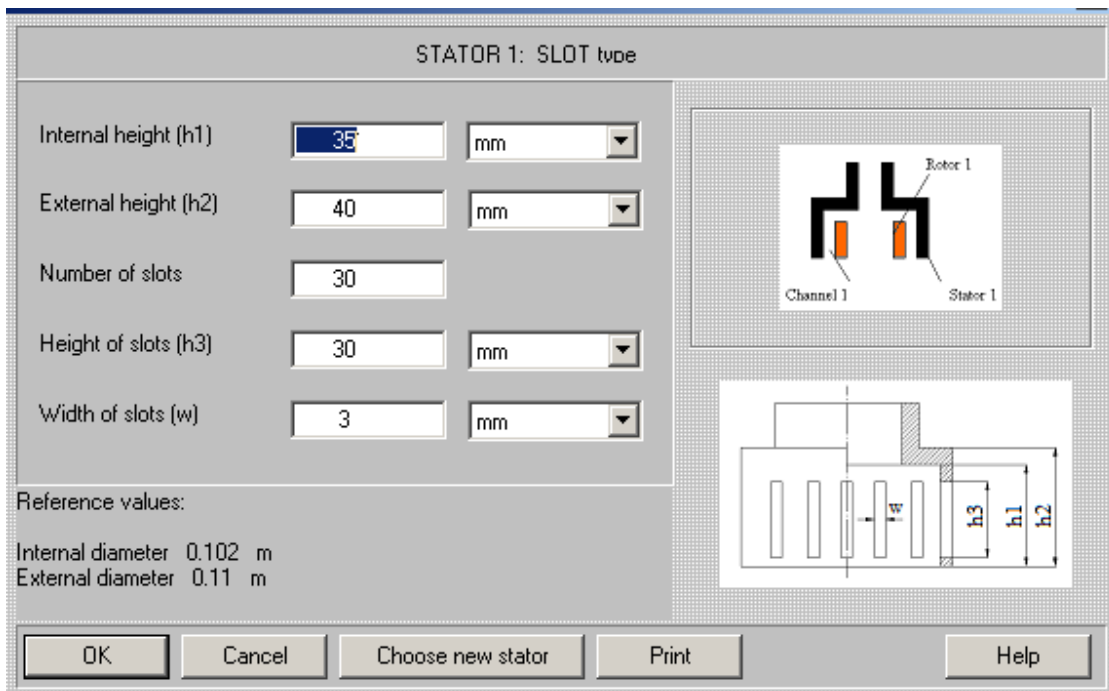 STATOR 1: SLOT type
Internal height (h1) 35 mm
External height (h2) 40 mm
Number of slots 30
Height of slots (h3) 30 mm
Width of slots (w) 3 mm
Reference values:
Internal diameter 0.102 m
External diameter 0.11 m
Rotor 1
Channel 1 Stator 1
w h3 h1 h2
OK Cancel Choose new stator Print Help